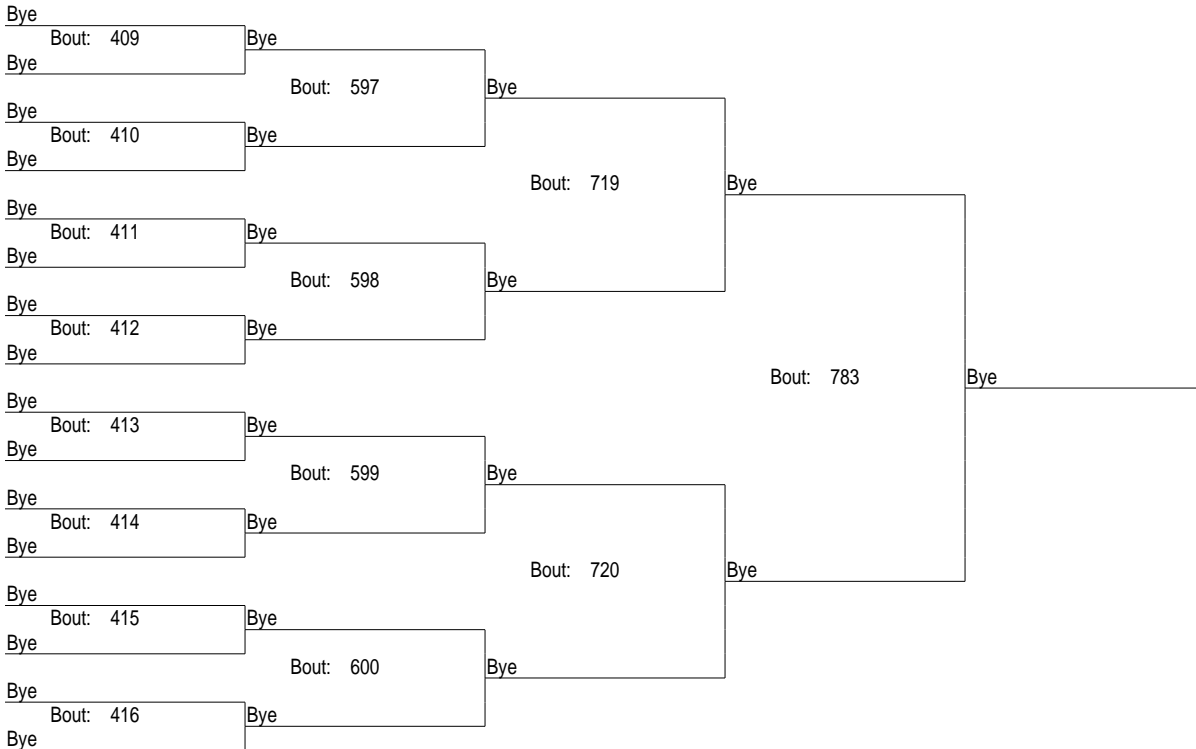 Bye
Bout: 409 Bye
Bye
Bout: 597 Bye
Bye
Bout: 410 Bye
Bye
Bout: 719 Bye
Bye
Bout: 411 Bye
Bye
Bout: 598 Bye
Bye
Bout: 412 Bye
Bye
Bout: 783 Bye
Bye
Bout: 413 Bye
Bye
Bout: 599 Bye
Bye
Bout: 414 Bye
Bye
Bout: 720 Bye
Bye
Bout: 415 Bye
Bye
Bout: 600 Bye
Bye
Bout: 416 Bye
Bye